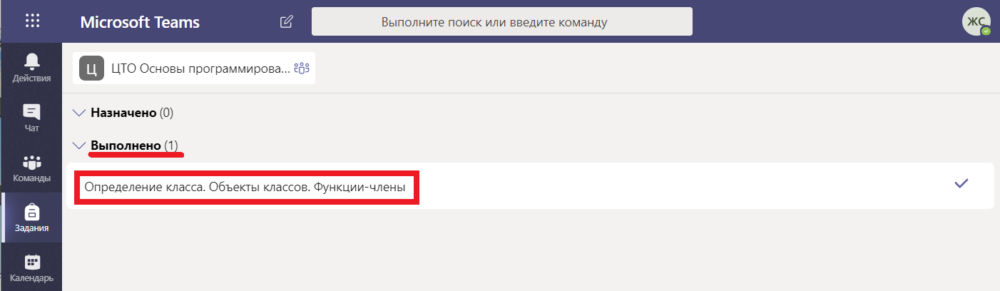 Microsoft Teams
Выполните поиск или введите команду
ЖС
Действия
Чат
Команды
Задания
Календарь
Ц
ЦТО Основы программирова...
Назначено (0)
Выполнено (1)
Определение класса. Объекты классов. Функции-члены